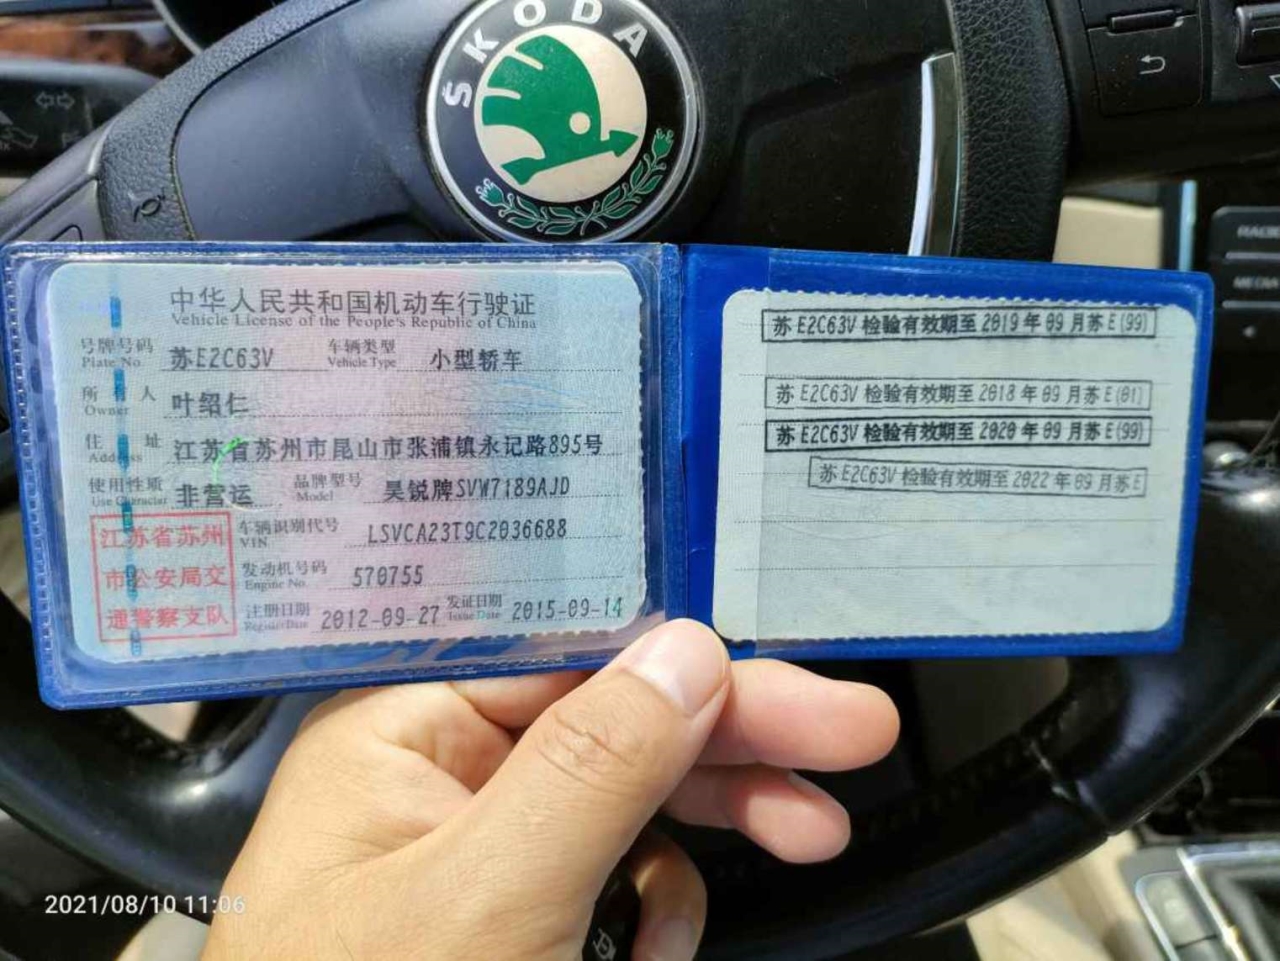 ŠKODA
中华人民共和国机动车行驶证
Vehicle License of the People's Republic of China
号牌号码 苏E2C63V 车辆类型 小型轿车
Plate No. Vehicle Type
所有人 叶绍仁
Owner
住址 江苏省苏州市昆山市张浦镇永记路895号
Address
使用性质 非营运 品牌型号 昊锐牌SVW7189AJD
Use Character Model
江苏省苏州
市公安局交
通警察支队
车辆识别代号 LSVCA23T9C2036688
VIN
发动机号码 570755
Engine No.
注册日期 2012-09-27 发证日期 2015-09-14
Register Date Issue Date
苏E2C63V 检验有效期至 2019 年 09 月苏E(99)
苏E2C63V 检验有效期至 2018 年 09 月苏E(01)
苏E2C63V 检验有效期至 2020 年 09 月苏E(99)
苏E2C63V 检验有效期至 2022 年 09 月苏E
MEDIA
2021/08/10 11:06